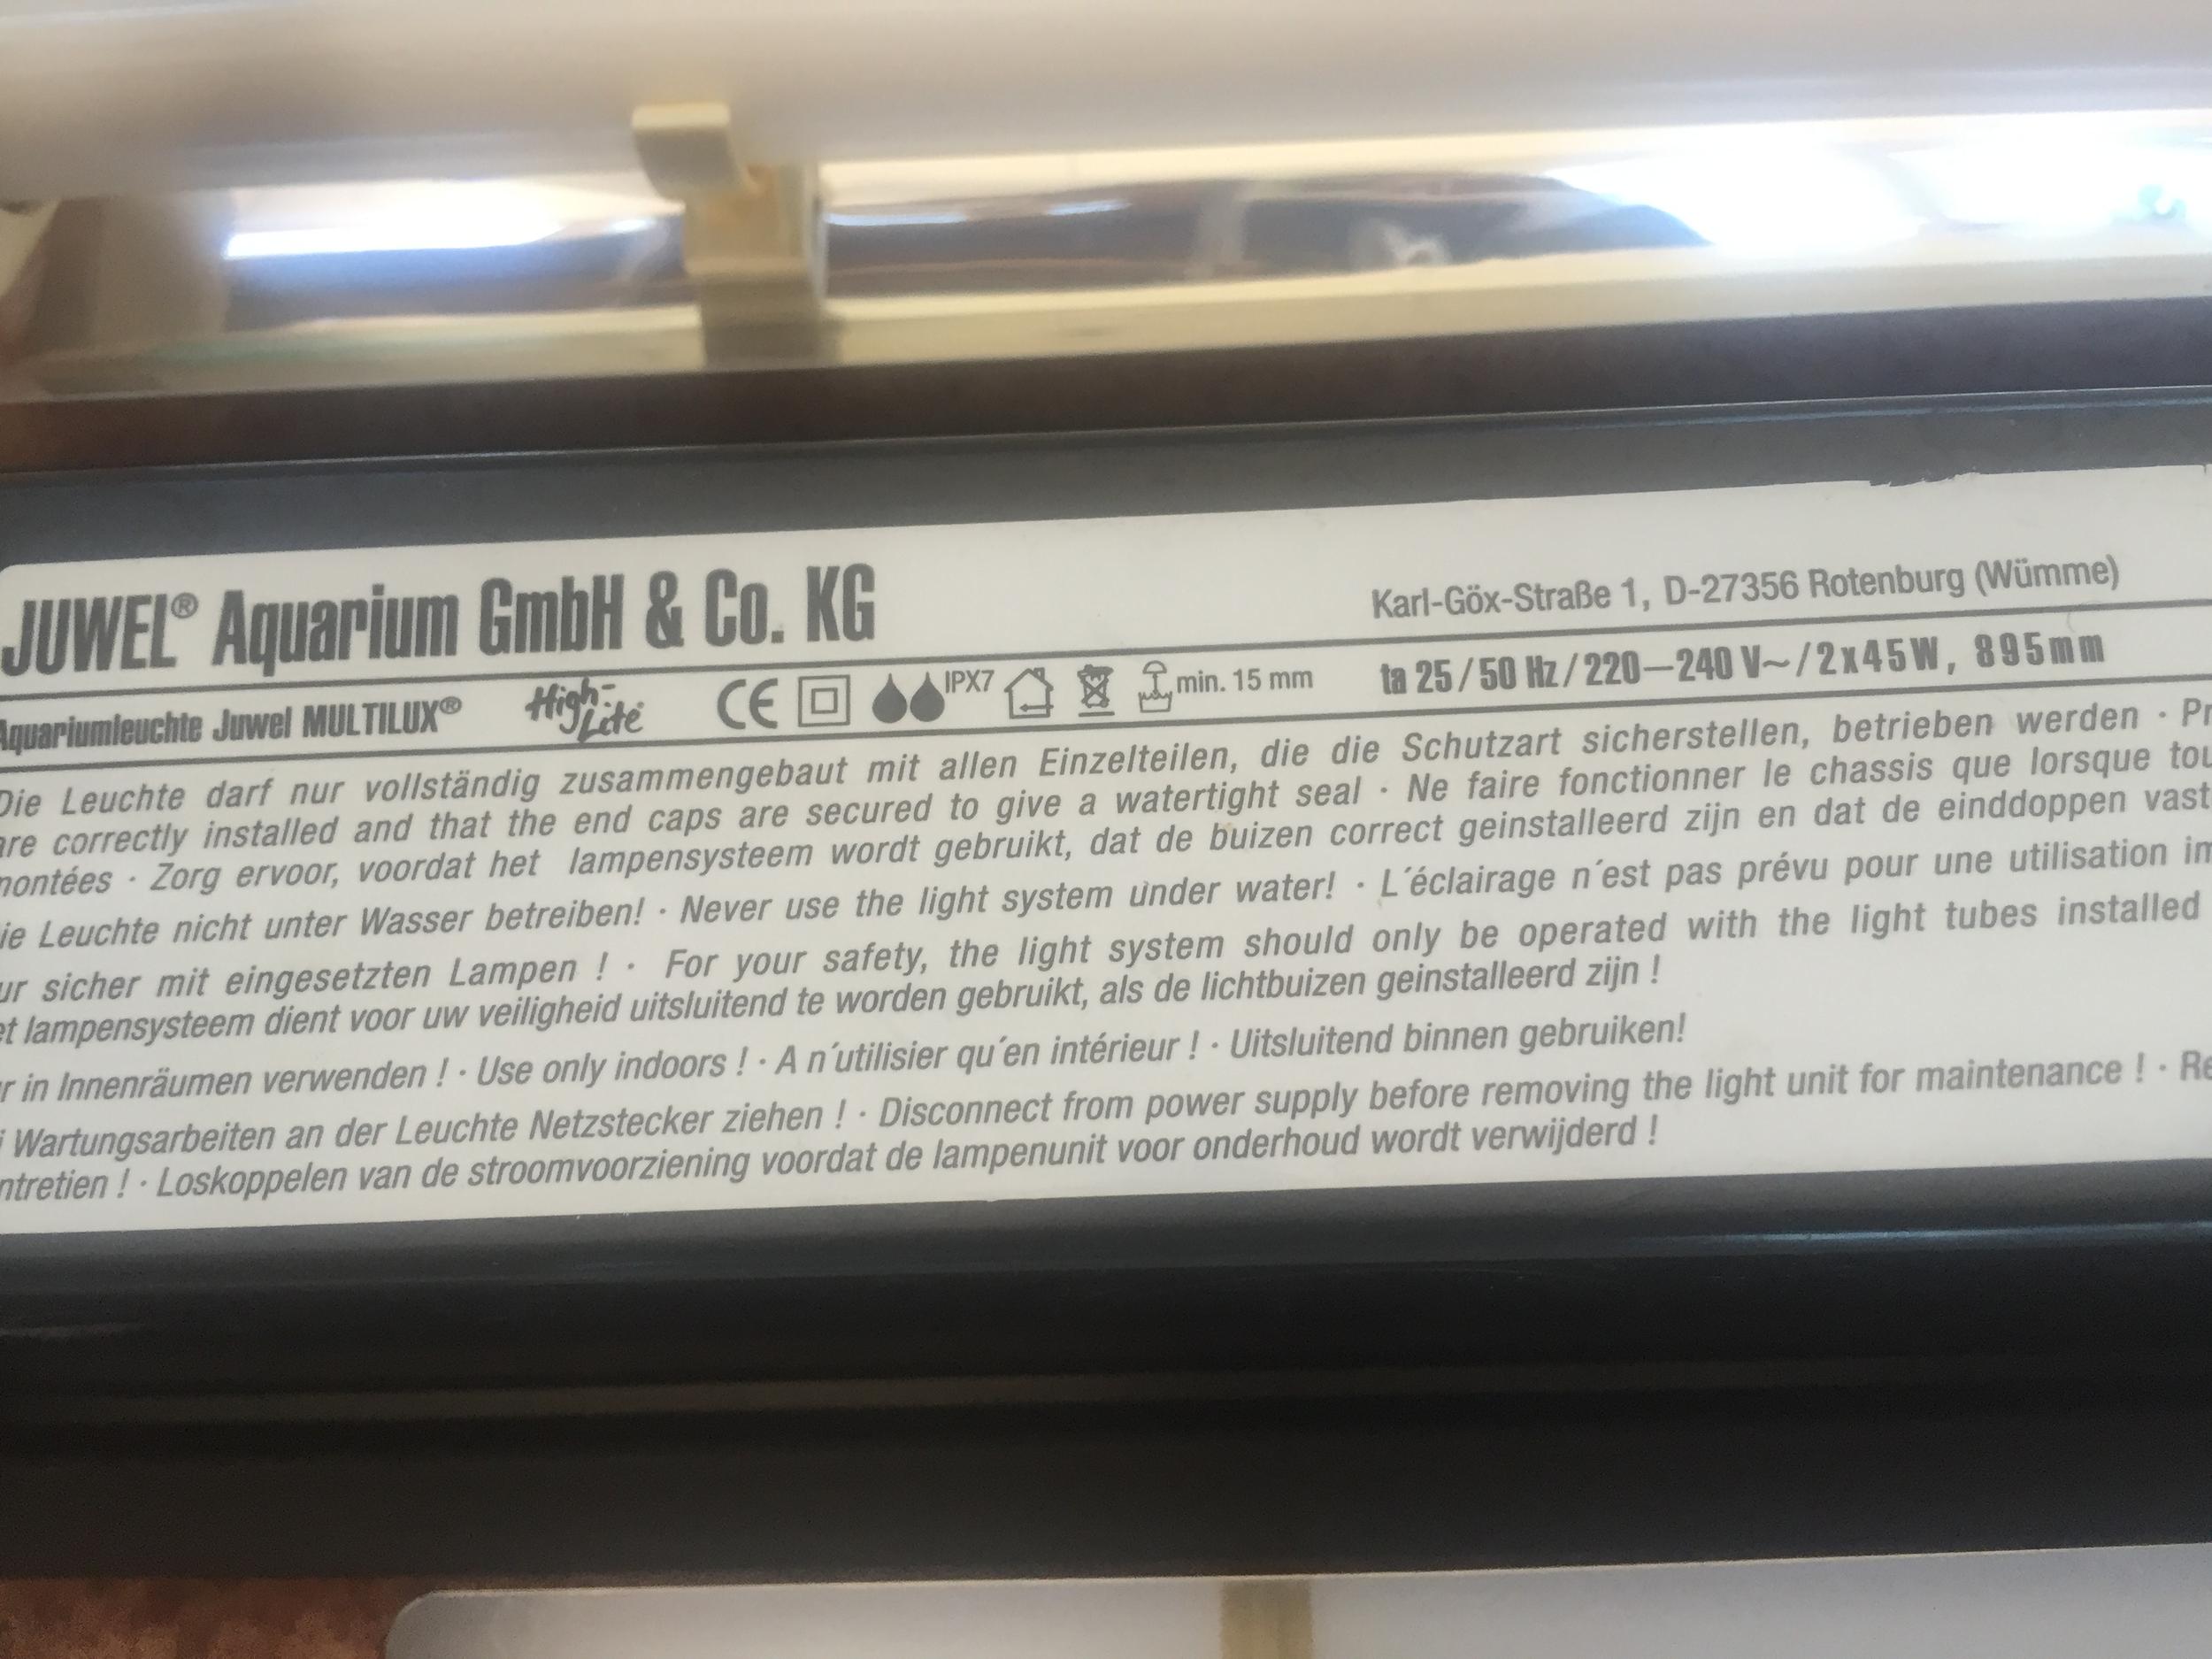 JUWEL® Aquarium GmbH & Co. KG
Karl-Göx-Straße 1, D-27356 Rotenburg (Wümme)
Aquariumleuchte Juwel MULTILUX® High-Lite CE IPX7 min. 15 mm ta 25/50 Hz/220–240 V~/2x45W, 895mm
Die Leuchte darf nur vollständig zusammengebaut mit allen Einzelteilen, die die Schutzart sicherstellen, betrieben werden ·
are correctly installed and that the end caps are secured to give a watertight seal · Ne faire fonctionner le chassis que lorsque
montées · Zorg ervoor, voordat het lampensysteem wordt gebruikt, dat de buizen correct geinstalleerd zijn en dat de einddoppen
Leuchte nicht unter Wasser betreiben! · Never use the light system under water! · L´éclairage n´est pas prévu pour une utilisation
sicher mit eingesetzten Lampen ! · For your safety, the light system should only be operated with the light tubes installed
lampensysteem dient voor uw veiligheid uitsluitend te worden gebruikt, als de lichtbuizen geinstalleerd zijn !
in Innenräumen verwenden ! · Use only indoors ! · A n´utilisier qu´en intérieur ! · Uitsluitend binnen gebruiken!
Wartungsarbeiten an der Leuchte Netzstecker ziehen ! · Disconnect from power supply before removing the light unit for maintenance ! ·
ntretien ! · Loskoppelen van de stroomvoorziening voordat de lampenunit voor onderhoud wordt verwijderd !